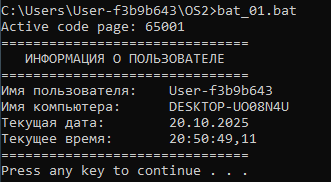 C:\Users\User-f3b9b643\OS2>bat_01.bat
Active code page: 65001
===============================
   ИНФОРМАЦИЯ О ПОЛЬЗОВАТЕЛЕ
===============================
Имя пользователя:    User-f3b9b643
Имя компьютера:      DESKTOP-UO08N4U
Текущая дата:        20.10.2025
Текущее время:       20:50:49,11
===============================
Press any key to continue . . .